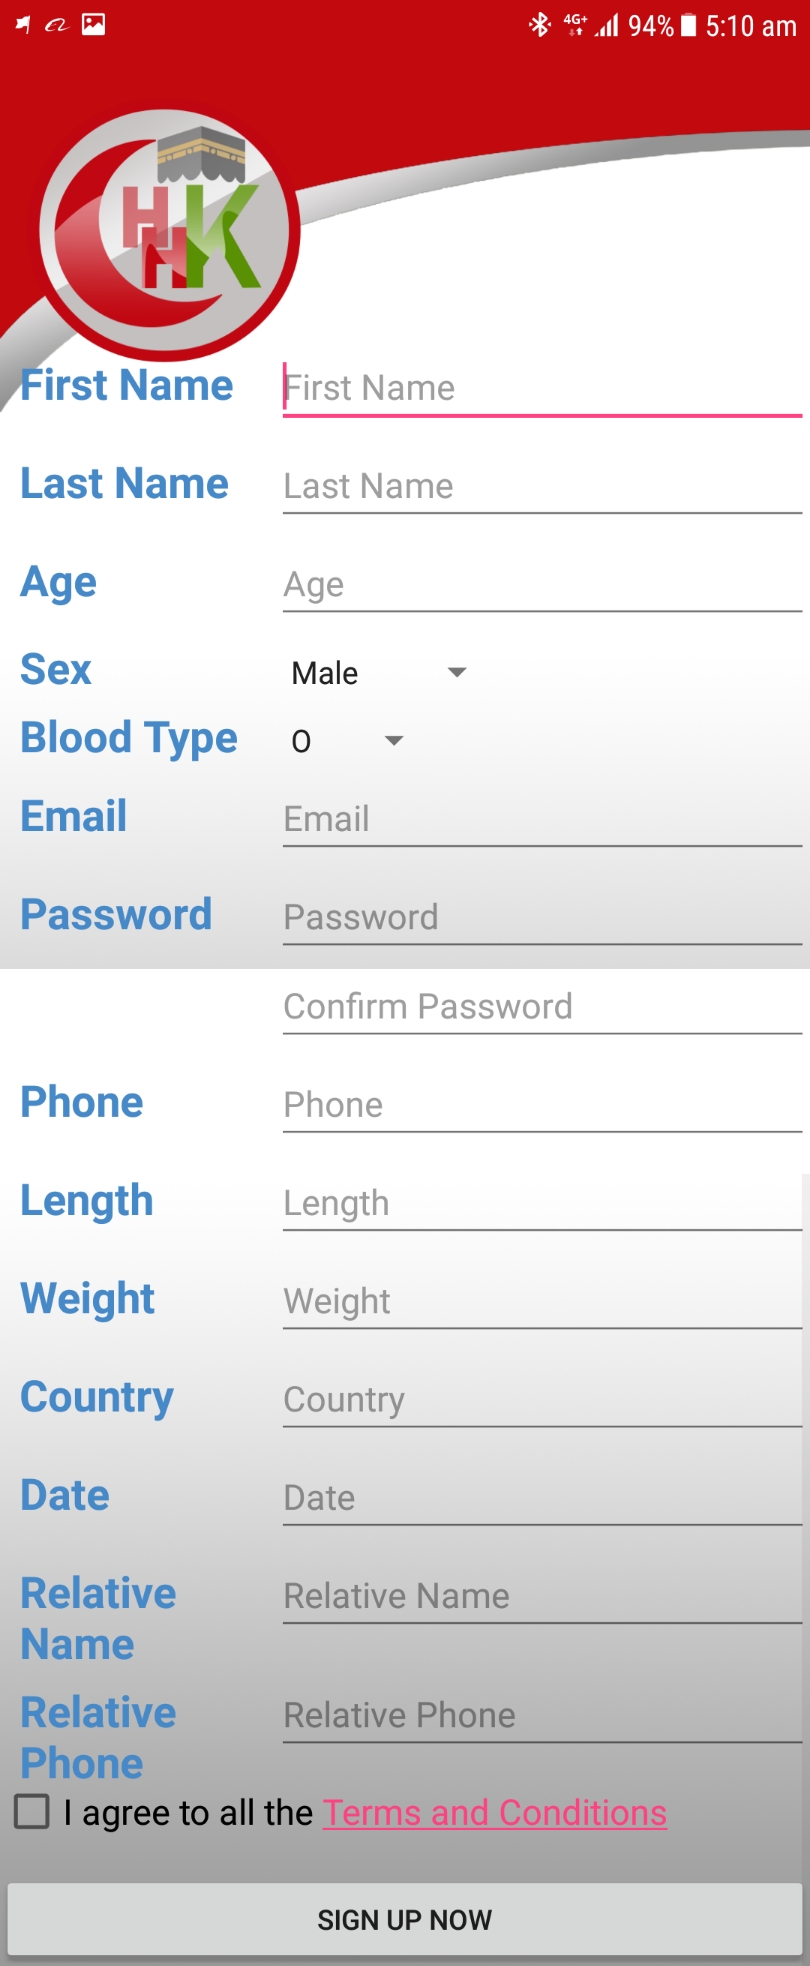 4G+ 94% 5:10 am
HHK
First Name First Name
Last Name Last Name
Age Age
Sex Male
Blood Type O
Email Email
Password Password
Confirm Password
Phone Phone
Length Length
Weight Weight
Country Country
Date Date
Relative Name Relative Name
Relative Phone Relative Phone
I agree to all the Terms and Conditions
SIGN UP NOW